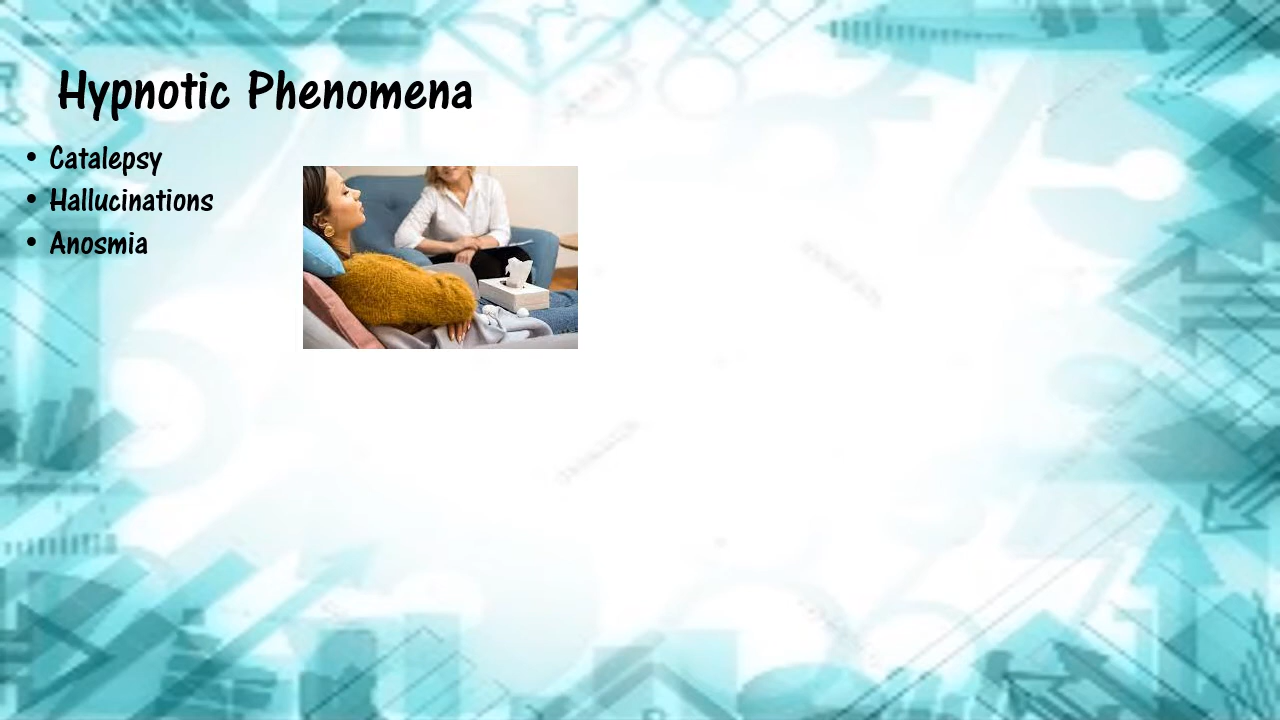 Hypnotic Phenomena
• Catalepsy
• Hallucinations
• Anosmia